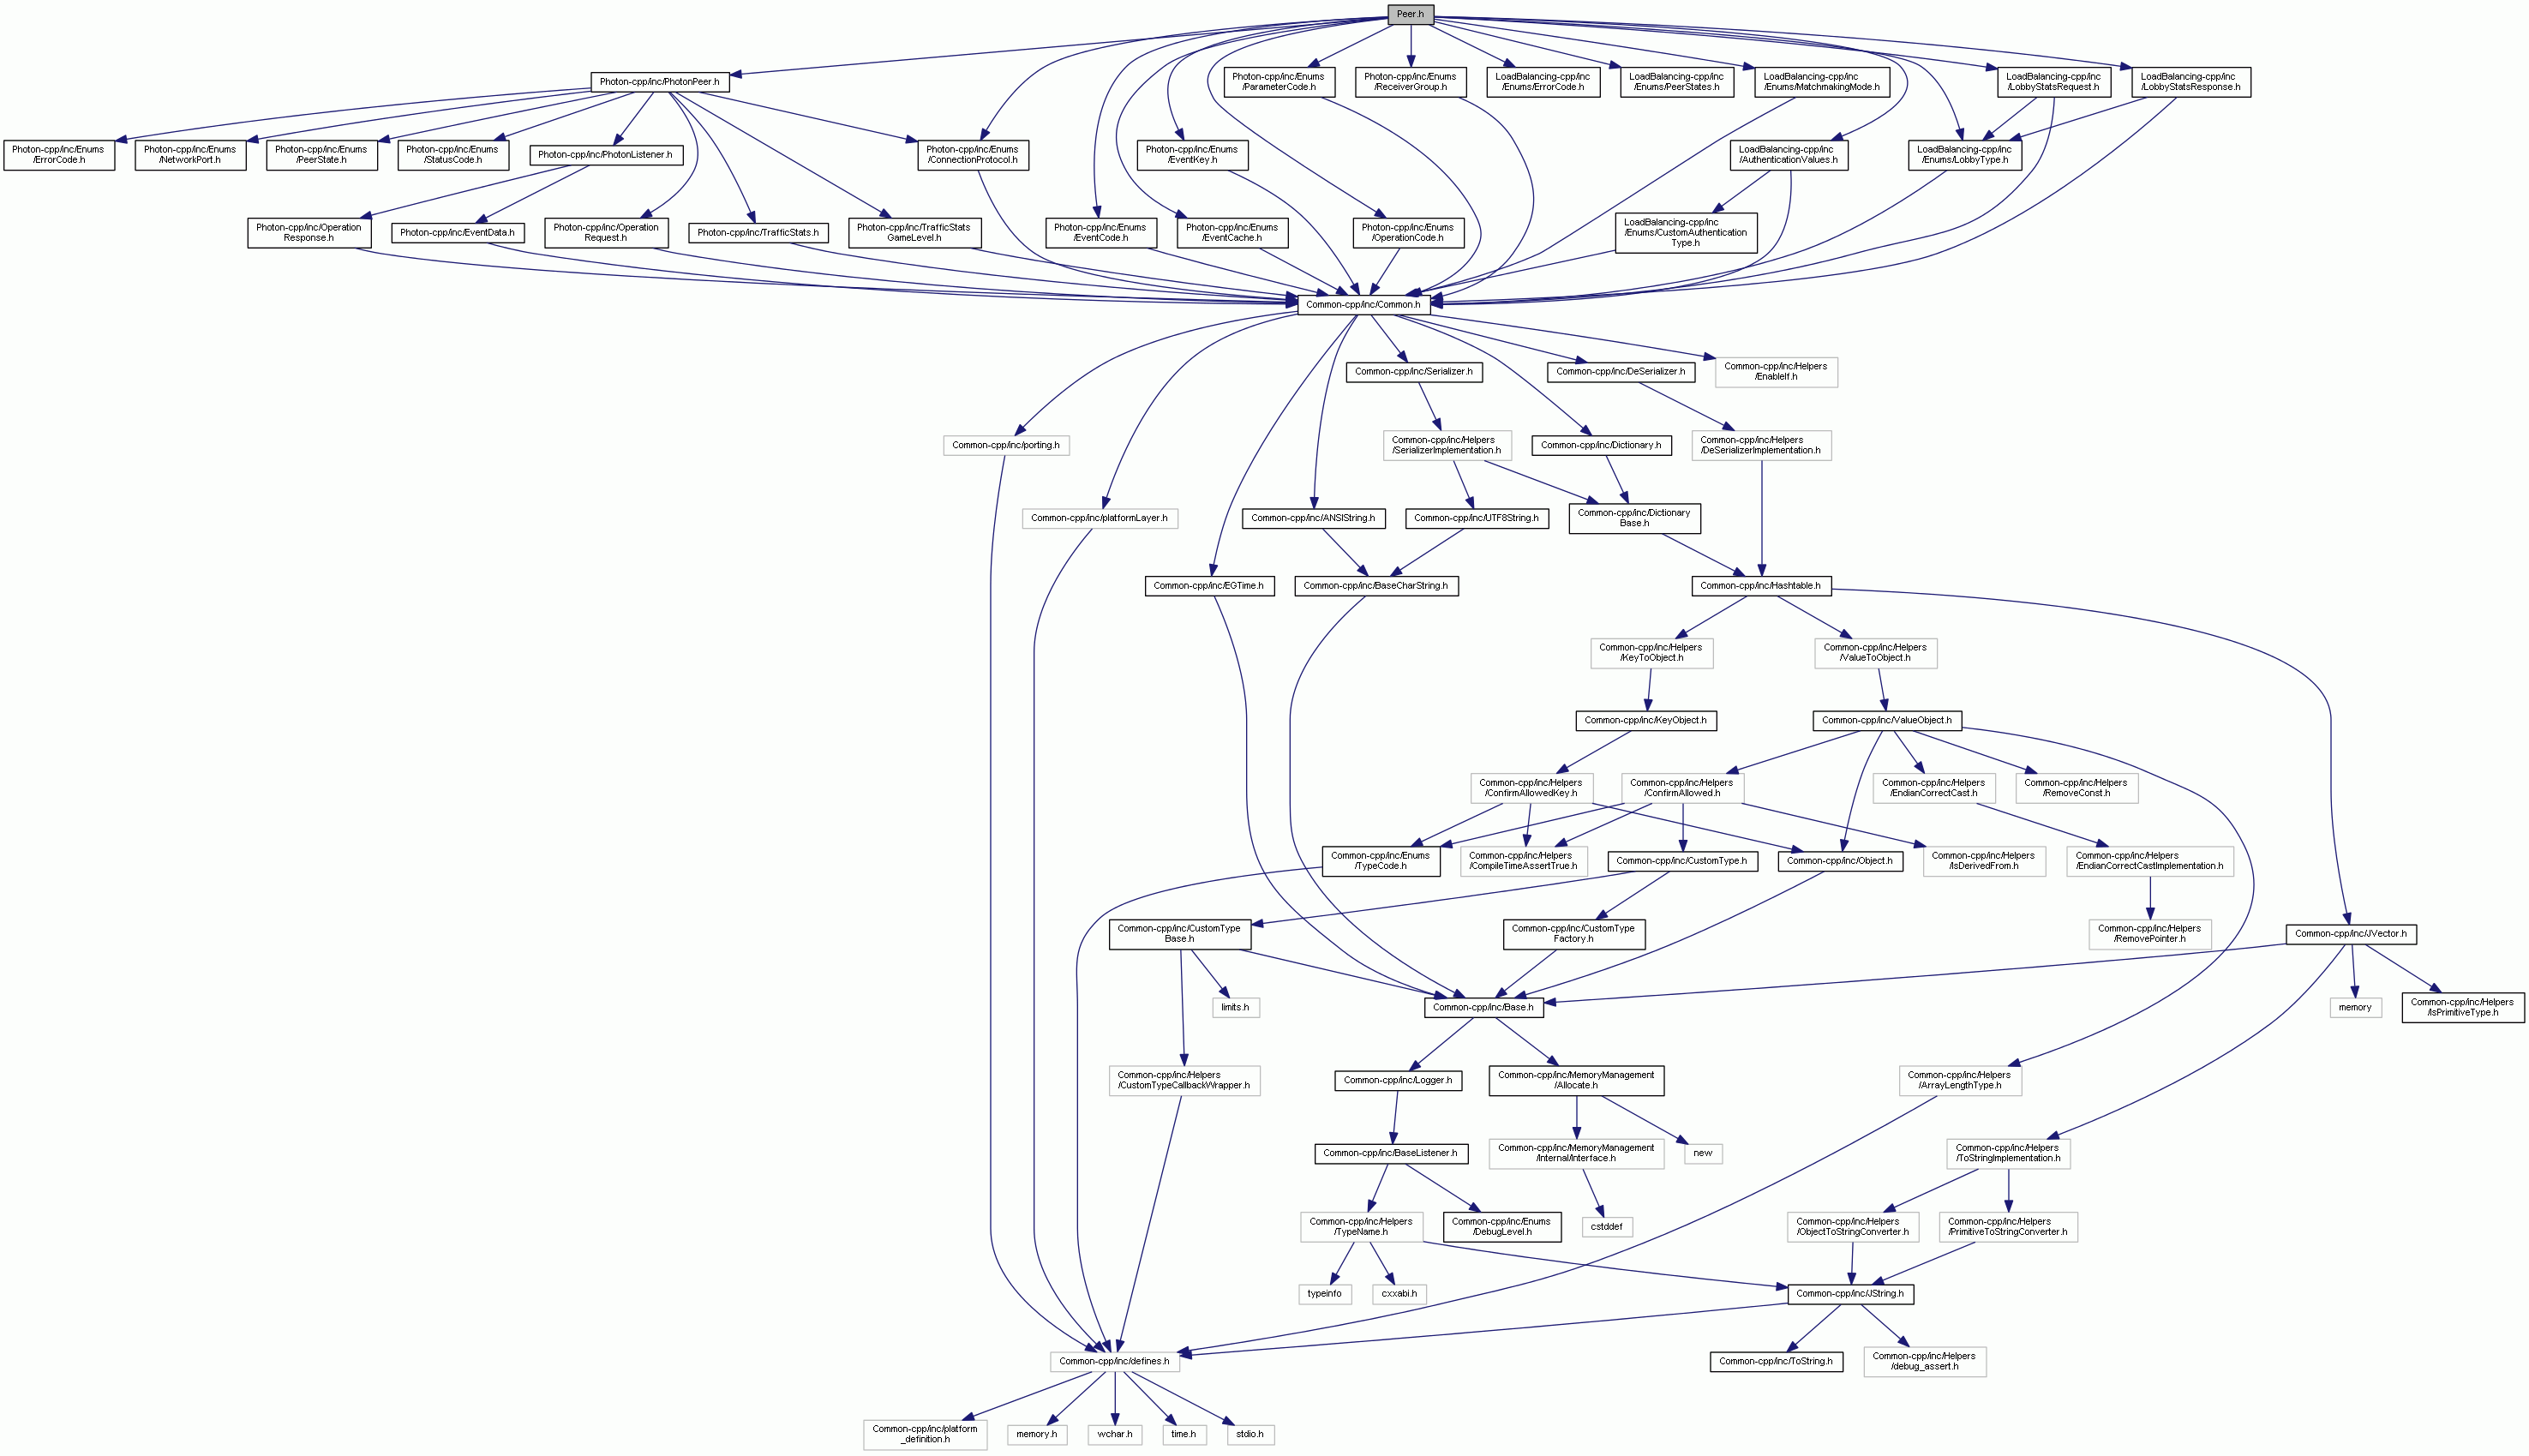 Peer.h
Photon-cpp/inc/PhotonPeer.h
Photon-cpp/inc/Enums
/ParameterCode.h
Photon-cpp/inc/Enums
/ReceiverGroup.h
LoadBalancing-cpp/inc
/Enums/ErrorCode.h
LoadBalancing-cpp/inc
/Enums/PeerStates.h
LoadBalancing-cpp/inc
/Enums/MatchmakingMode.h
LoadBalancing-cpp/inc
/LobbyStatsRequest.h
LoadBalancing-cpp/inc
/LobbyStatsResponse.h
Photon-cpp/inc/Enums
/ErrorCode.h
Photon-cpp/inc/Enums
/NetworkPort.h
Photon-cpp/inc/Enums
/PeerState.h
Photon-cpp/inc/Enums
/StatusCode.h
Photon-cpp/inc/PhotonListener.h
Photon-cpp/inc/Enums
/ConnectionProtocol.h
Photon-cpp/inc/Enums
/EventKey.h
LoadBalancing-cpp/inc
/AuthenticationValues.h
LoadBalancing-cpp/inc
/Enums/LobbyType.h
Photon-cpp/inc/Operation
Response.h
Photon-cpp/inc/EventData.h
Photon-cpp/inc/Operation
Request.h
Photon-cpp/inc/TrafficStats.h
Photon-cpp/inc/TrafficStats
GameLevel.h
Photon-cpp/inc/Enums
/EventCode.h
Photon-cpp/inc/Enums
/EventCache.h
Photon-cpp/inc/Enums
/OperationCode.h
LoadBalancing-cpp/inc
/Enums/CustomAuthentication
Type.h
Common-cpp/inc/Common.h
Common-cpp/inc/Serializer.h
Common-cpp/inc/DeSerializer.h
Common-cpp/inc/Helpers
/EnableIf.h
Common-cpp/inc/porting.h
Common-cpp/inc/Helpers
/SerializerImplementation.h
Common-cpp/inc/Dictionary.h
Common-cpp/inc/Helpers
/DeSerializerImplementation.h
Common-cpp/inc/platformLayer.h
Common-cpp/inc/ANSIString.h
Common-cpp/inc/UTF8String.h
Common-cpp/inc/Dictionary
Base.h
Common-cpp/inc/EGTime.h
Common-cpp/inc/BaseCharString.h
Common-cpp/inc/Hashtable.h
Common-cpp/inc/Helpers
/KeyToObject.h
Common-cpp/inc/Helpers
/ValueToObject.h
Common-cpp/inc/KeyObject.h
Common-cpp/inc/ValueObject.h
Common-cpp/inc/Helpers
/ConfirmAllowedKey.h
Common-cpp/inc/Helpers
/ConfirmAllowed.h
Common-cpp/inc/Helpers
/EndianCorrectCast.h
Common-cpp/inc/Helpers
/RemoveConst.h
Common-cpp/inc/Enums
/TypeCode.h
Common-cpp/inc/Helpers
/CompileTimeAssertTrue.h
Common-cpp/inc/CustomType.h
Common-cpp/inc/Object.h
Common-cpp/inc/Helpers
/IsDerivedFrom.h
Common-cpp/inc/Helpers
/EndianCorrectCastImplementation.h
Common-cpp/inc/CustomType
Base.h
Common-cpp/inc/CustomType
Factory.h
Common-cpp/inc/Helpers
/RemovePointer.h
Common-cpp/inc/JVector.h
limits.h
Common-cpp/inc/Base.h
memory
Common-cpp/inc/Helpers
/IsPrimitiveType.h
Common-cpp/inc/Helpers
/CustomTypeCallbackWrapper.h
Common-cpp/inc/Logger.h
Common-cpp/inc/MemoryManagement
/Allocate.h
Common-cpp/inc/Helpers
/ArrayLengthType.h
Common-cpp/inc/BaseListener.h
Common-cpp/inc/MemoryManagement
/Internal/Interface.h
new
Common-cpp/inc/Helpers
/ToStringImplementation.h
Common-cpp/inc/Helpers
/TypeName.h
Common-cpp/inc/Enums
/DebugLevel.h
cstddef
Common-cpp/inc/Helpers
/ObjectToStringConverter.h
Common-cpp/inc/Helpers
/PrimitiveToStringConverter.h
typeinfo
cxxabi.h
Common-cpp/inc/JString.h
Common-cpp/inc/defines.h
Common-cpp/inc/ToString.h
Common-cpp/inc/Helpers
/debug_assert.h
Common-cpp/inc/platform
_definition.h
memory.h
wchar.h
time.h
stdio.h